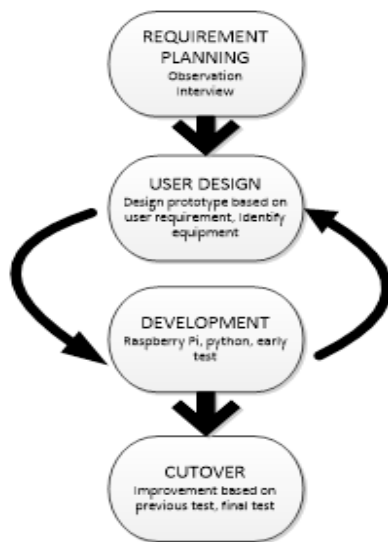 REQUIREMENT
PLANNING
Observation
Interview
USER DESIGN
Design prototype based on
user requirement, Identify
equipment
DEVELOPMENT
Raspberry Pi, python, early
test
CUTOVER
Improvement based on
previous test, final test